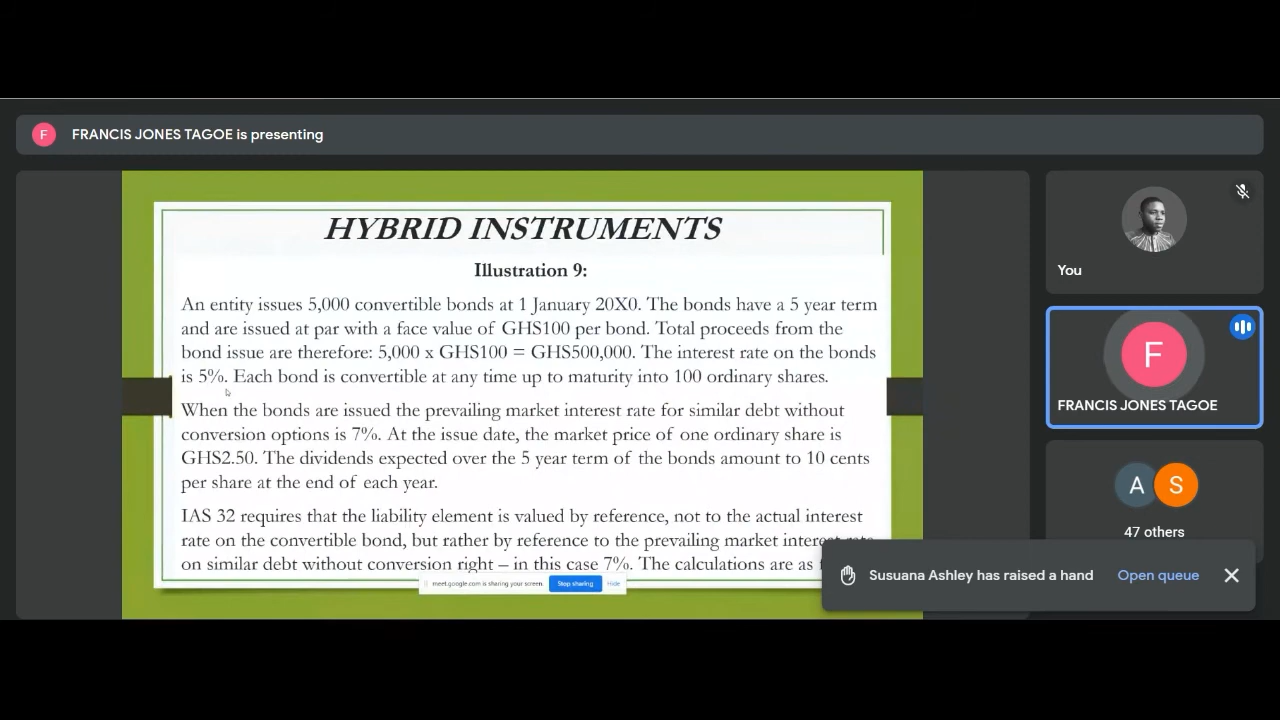 F FRANCIS JONES TAGOE is presenting
HYBRID INSTRUMENTS
Illustration 9:
An entity issues 5,000 convertible bonds at 1 January 20X0. The bonds have a 5 year term
and are issued at par with a face value of GHS100 per bond. Total proceeds from the
bond issue are therefore: 5,000 x GHS100 = GHS500,000. The interest rate on the bonds
is 5%. Each bond is convertible at any time up to maturity into 100 ordinary shares.
When the bonds are issued the prevailing market interest rate for similar debt without
conversion options is 7%. At the issue date, the market price of one ordinary share is
GHS2.50. The dividends expected over the 5 year term of the bonds amount to 10 cents
per share at the end of each year.
IAS 32 requires that the liability element is valued by reference, not to the actual interest
rate on the convertible bond, but rather by reference to the prevailing market interest rate
on similar debt without conversion right – in this case 7%. The calculations are as
meet.google.com is sharing your screen. Stop sharing Hide
You
F
FRANCIS JONES TAGOE
A S
47 others
Susuana Ashley has raised a hand Open queue